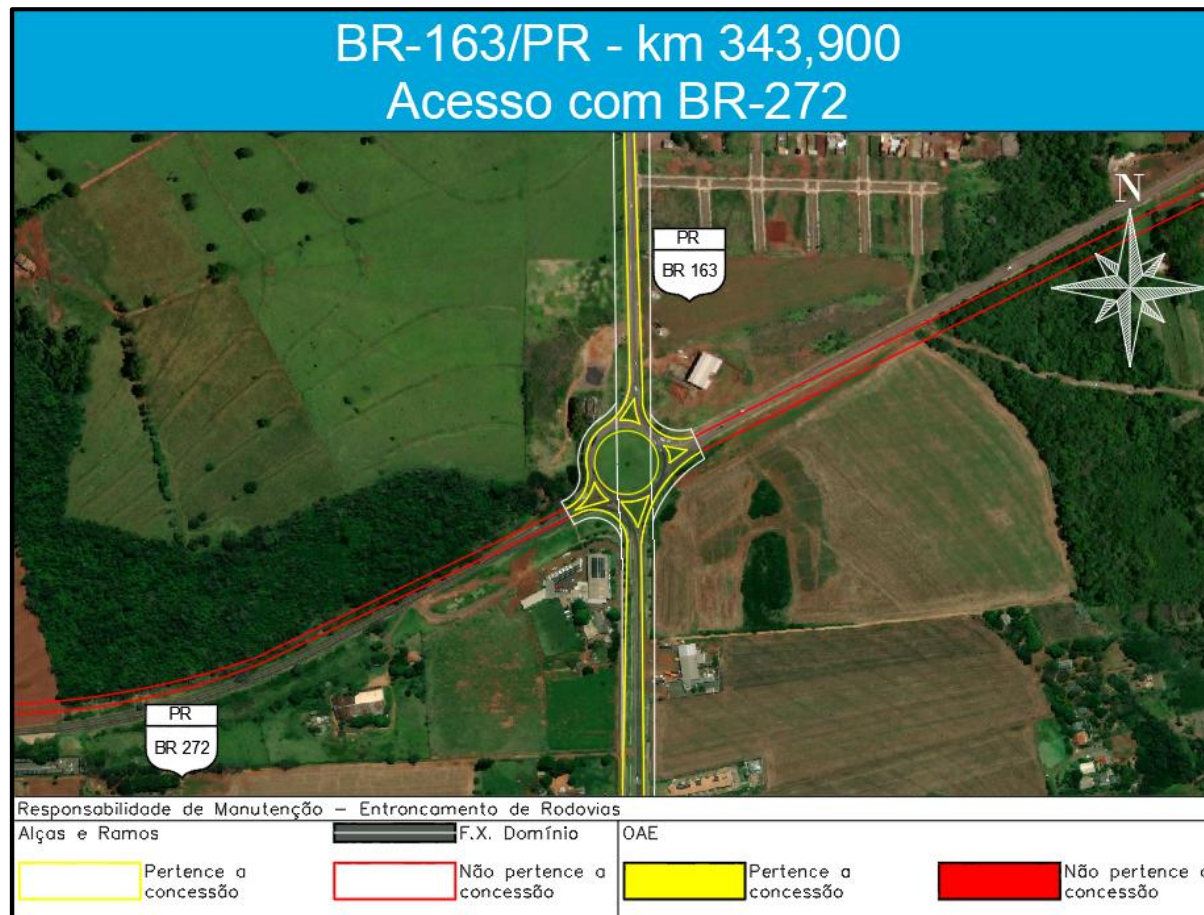 BR-163/PR - km 343,900
Acesso com BR-272
N
PR
BR 163
PR
BR 272
Responsabilidade de Manutenção – Entroncamento de Rodovias
Alças e Ramos
F.X. Domínio
OAE
Pertence a
concessão
Não pertence a
concessão
Pertence a
concessão
Não pertence a
concessão